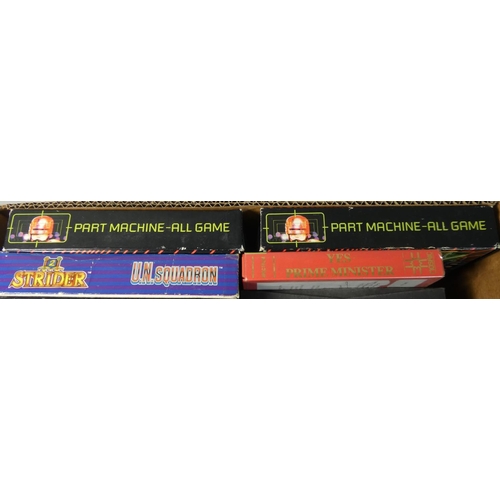 PART MACHINE-ALL GAME
PART MACHINE-ALL GAME
STRIDER
U.N. SQUADRON
YES
PRIME MINISTER